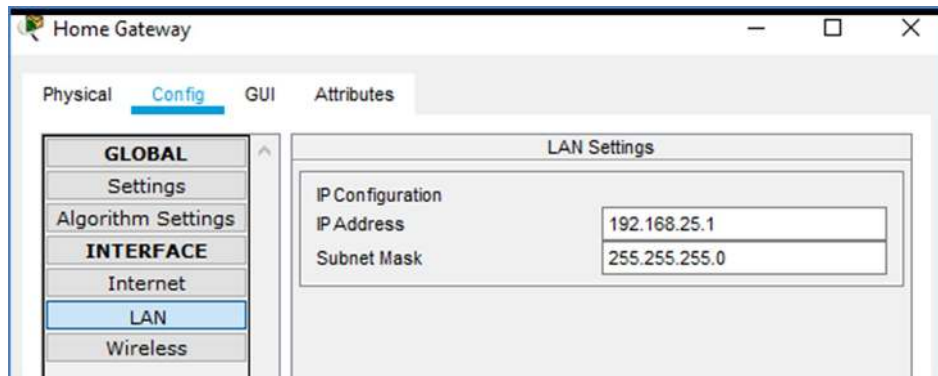 Home Gateway
Physical Config GUI Attributes
GLOBAL
Settings
Algorithm Settings
INTERFACE
Internet
LAN
Wireless
LAN Settings
IP Configuration
IP Address 192.168.25.1
Subnet Mask 255.255.255.0